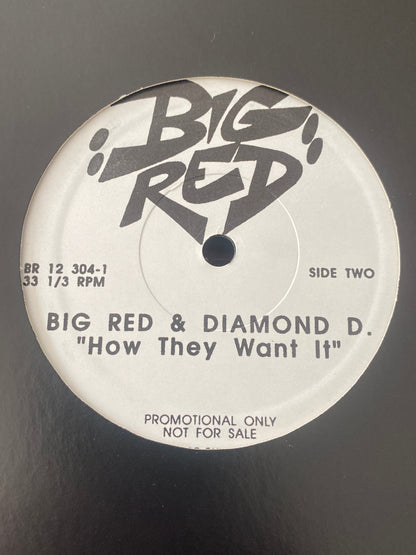 BIG
RED
BR 12 304-1
33 1/3 RPM
SIDE TWO
BIG RED & DIAMOND D.
"How They Want It"
PROMOTIONAL ONLY
NOT FOR SALE